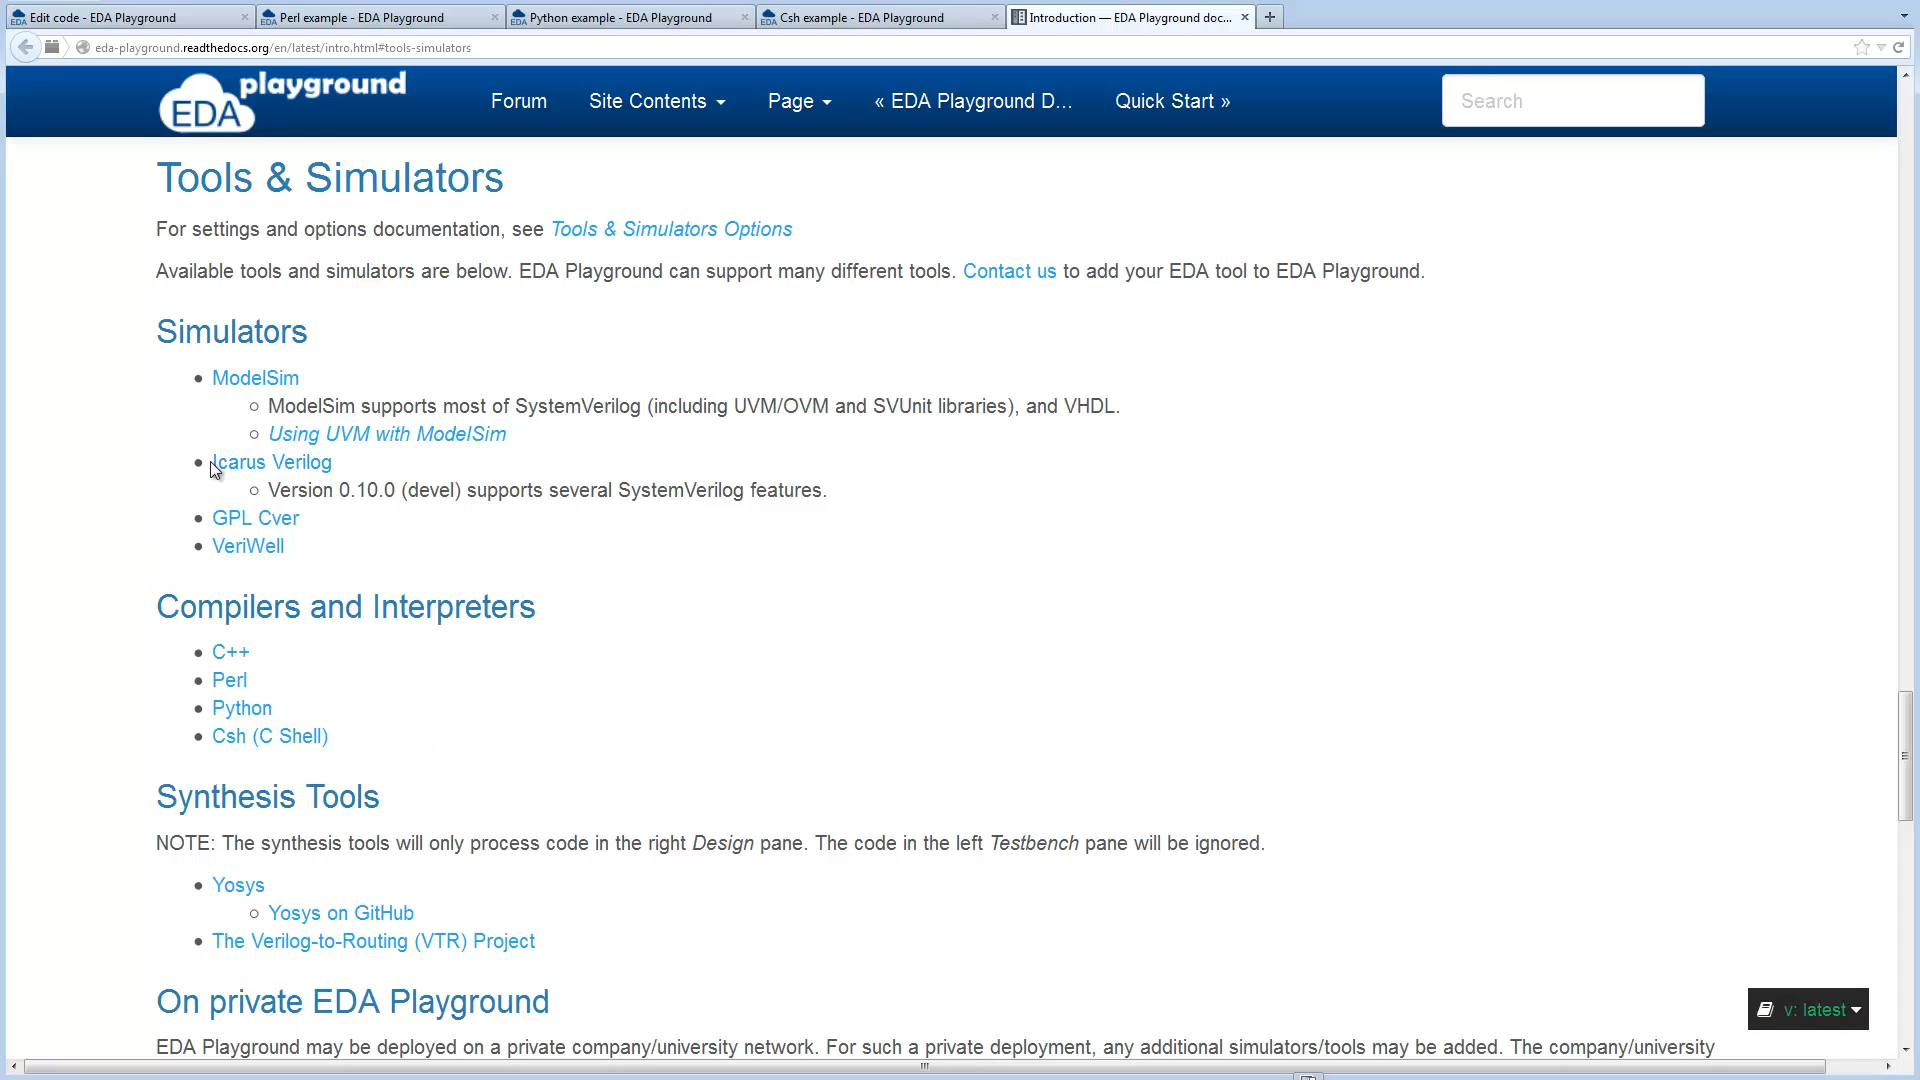 Edit code - EDA Playground
Perl example - EDA Playground
Python example - EDA Playground
Csh example - EDA Playground
Introduction — EDA Playground doc...
eda-playground.readthedocs.org/en/latest/intro.html#tools-simulators
EDA playground
Forum
Site Contents
Page
« EDA Playground D...
Quick Start »
Search
Tools & Simulators
For settings and options documentation, see Tools & Simulators Options
Available tools and simulators are below. EDA Playground can support many different tools. Contact us to add your EDA tool to EDA Playground.
Simulators
ModelSim
ModelSim supports most of SystemVerilog (including UVM/OVM and SVUnit libraries), and VHDL.
Using UVM with ModelSim
Icarus Verilog
Version 0.10.0 (devel) supports several SystemVerilog features.
GPL Cver
VeriWell
Compilers and Interpreters
C++
Perl
Python
Csh (C Shell)
Synthesis Tools
NOTE: The synthesis tools will only process code in the right Design pane. The code in the left Testbench pane will be ignored.
Yosys
Yosys on GitHub
The Verilog-to-Routing (VTR) Project
On private EDA Playground
v: latest
EDA Playground may be deployed on a private company/university network. For such a private deployment, any additional simulators/tools may be added. The company/university